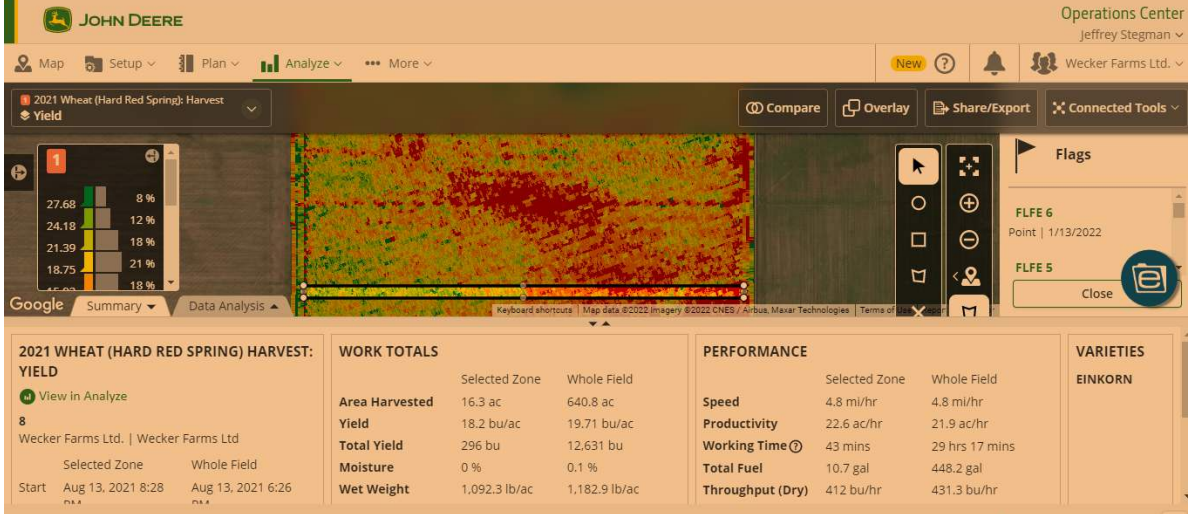 JOHN DEERE
Operations Center
Jeffrey Stegman
Map Setup Plan Analyze More
New
Wecker Farms Ltd.
1 2021 Wheat (Hard Red Spring): Harvest
Yield
Compare
Overlay
Share/Export
Connected Tools
1
27.68 8 %
24.18 12 %
21.39 18 %
18.75 21 %
18 %
Flags
FLFE 6
Point | 1/13/2022
FLFE 5
Close
Google
Summary
Data Analysis
Keyboard shortcuts Map data ©2022 Imagery ©2022 CNES / Airbus, Maxar Technologies Terms of
2021 WHEAT (HARD RED SPRING) HARVEST:
YIELD
View in Analyze
8
Wecker Farms Ltd. | Wecker Farms Ltd
Selected Zone Whole Field
Start Aug 13, 2021 8:28 Aug 13, 2021 6:26
PM PM
WORK TOTALS
Selected Zone Whole Field
Area Harvested 16.3 ac 640.8 ac
Yield 18.2 bu/ac 19.71 bu/ac
Total Yield 296 bu 12,631 bu
Moisture 0 % 0.1 %
Wet Weight 1,092.3 lb/ac 1,182.9 lb/ac
PERFORMANCE
Selected Zone Whole Field
Speed 4.8 mi/hr 4.8 mi/hr
Productivity 22.6 ac/hr 21.9 ac/hr
Working Time 43 mins 29 hrs 17 mins
Total Fuel 10.7 gal 448.2 gal
Throughput (Dry) 412 bu/hr 431.3 bu/hr
VARIETIES
EINKORN